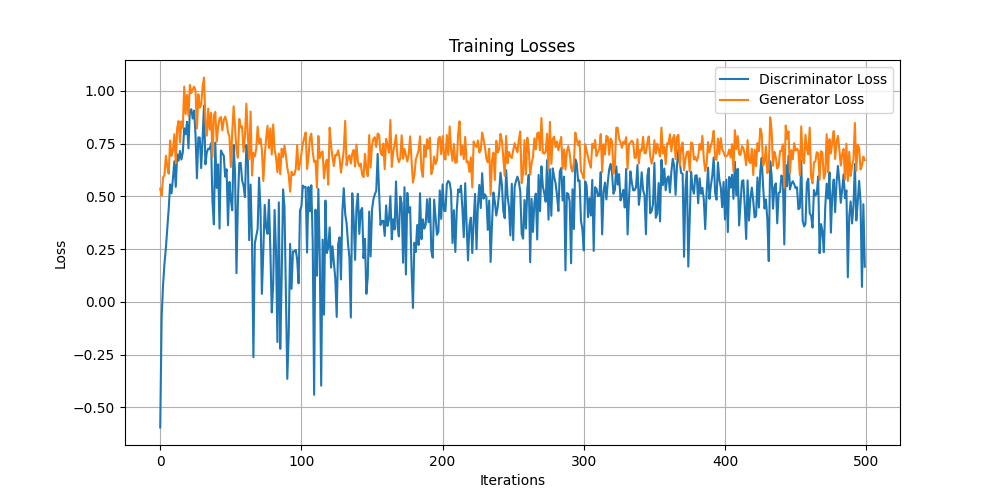 Training Losses
Discriminator Loss
Generator Loss
1.00
0.75
0.50
0.25
0.00
−0.25
−0.50
Loss
0 100 200 300 400 500
Iterations